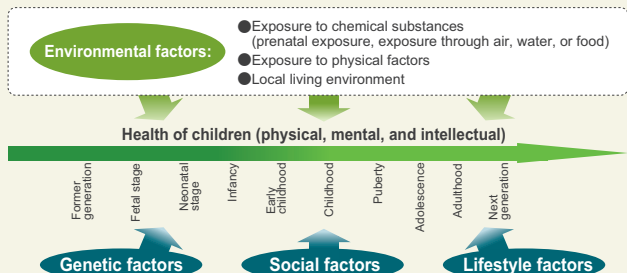 Environmental factors:
●Exposure to chemical substances
(prenatal exposure, exposure through air, water, or food)
●Exposure to physical factors
●Local living environment
Health of children (physical, mental, and intellectual)
Former
generation
Fetal stage
Neonatal
stage
Infancy
Early
childhood
Childhood
Puberty
Adolescence
Adulthood
Next
generation
Genetic factors
Social factors
Lifestyle factors